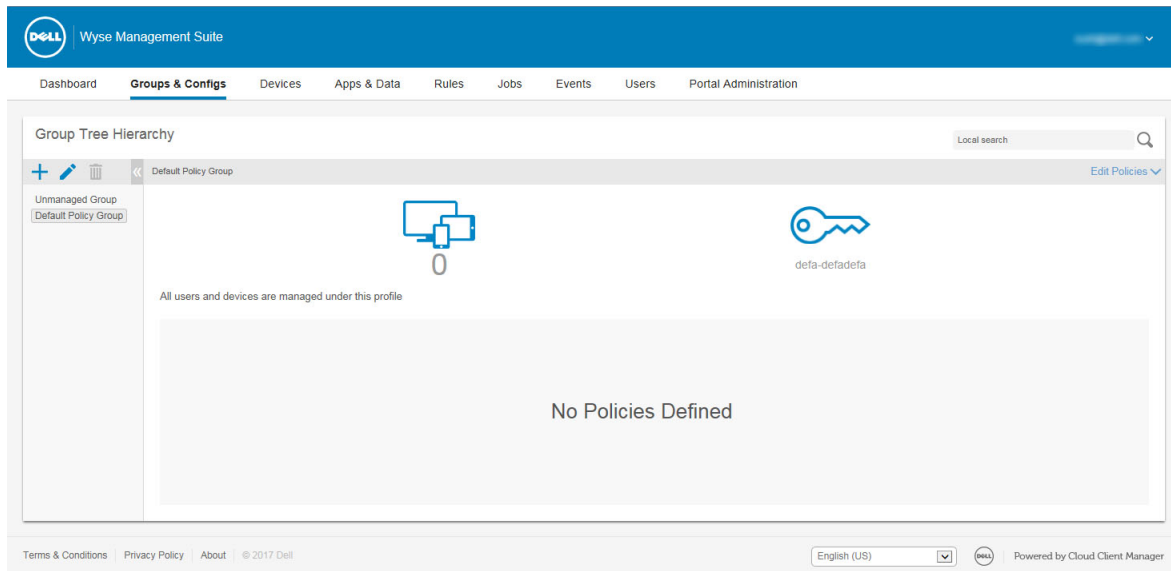 DELL Wyse Management Suite
Dashboard Groups & Configs Devices Apps & Data Rules Jobs Events Users Portal Administration
Group Tree Hierarchy
Local search
Default Policy Group
Edit Policies
Unmanaged Group
Default Policy Group
0
defa-defadefa
All users and devices are managed under this profile
No Policies Defined
Terms & Conditions Privacy Policy About © 2017 Dell
English (US)
DELL Powered by Cloud Client Manager